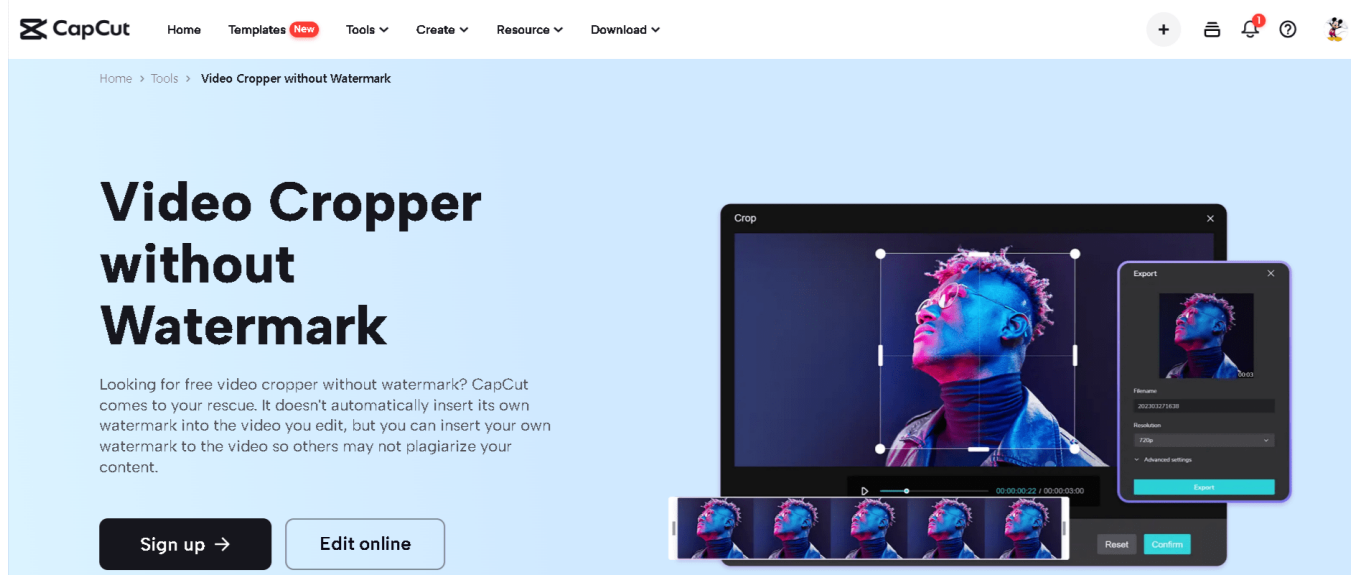 CapCut
Home Templates New Tools Create Resource Download
1
Home > Tools > Video Cropper without Watermark
Video Cropper
without
Watermark
Looking for free video cropper without watermark? CapCut
comes to your rescue. It doesn't automatically insert its own
watermark into the video you edit, but you can insert your own
watermark to the video so others may not plagiarize your
content.
Sign up →
Edit online
Crop
00:00:00:22 / 00:00:03:00
Reset
Confirm
Export
00:03
Filename
202303271838
Resolution
720p
Advanced settings
Export